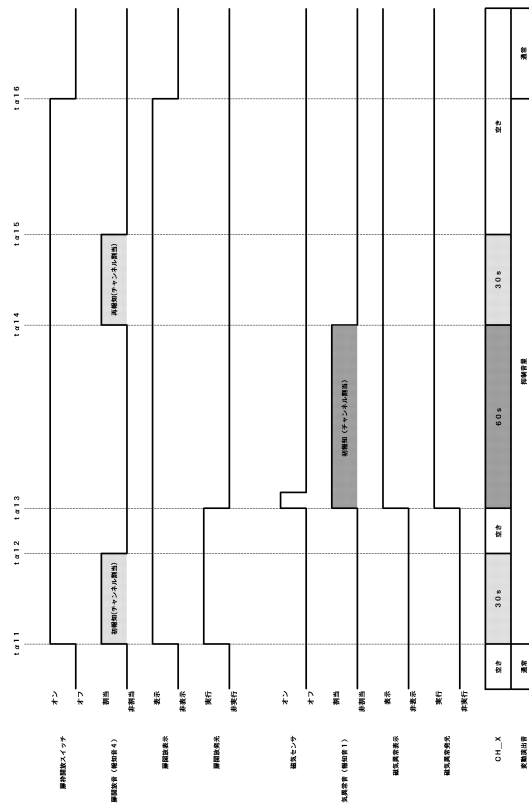 tα11 tα12 tα13 tα14 tα15 tα16
扉枠開放スイッチ オン
オフ
扉開放音(報知音4) 割当 初報知(チャンネル割当) 再報知(チャンネル割当)
非割当
扉開放表示 表示
非表示
扉開放発光 実行
非実行
磁気センサ オン
オフ
気異常音(報知音1) 割当 初報知(チャンネル割当)
非割当
磁気異常表示 表示
非表示
磁気異常発光 実行
非実行
CH_X 空き 30s 空き 60s 30s 空き
変動演出音 通常 抑制音量 通常